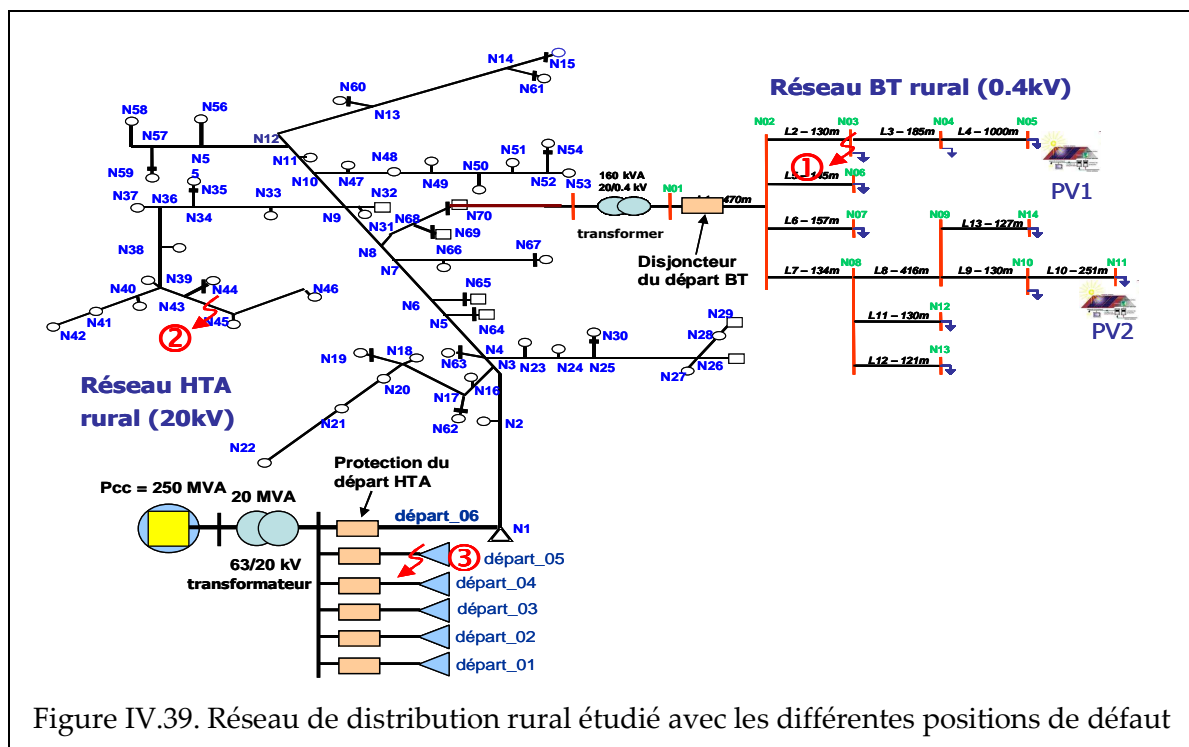 N14
N15
N58
N56
N60
N61
N13
Réseau BT rural (0.4kV)
N57
N12
N5
5
N59
N11
N48
N51
N54
N02
L2 – 130m
N03
L3 – 185m
N04
L4 – 1000m
N05
N10
N47
N49
N50
N52
N37
N36
N35
N33
N32
N53
160 kVA
20/0.4 kV
N01
470m
①
N06
PV1
N34
N9
N68
N70
N31
N69
transformer
L6 – 157m
N07
N09
L13 – 127m
N14
N38
N8
N67
N7
N66
Disjoncteur
du départ BT
L7 – 134m
N08
L8 – 416m
L9 – 130m
N10
L10 – 251m
N11
N39
N44
N46
N65
N40
N43
N6
N41
N45
N5
N64
N30
N29
N28
L11 – 130m
N12
PV2
N42
②
N19
N18
N63
N4
N3
N23
N24
N25
N26
N27
L12 – 121m
N13
Réseau HTA
rural (20kV)
N20
N16
N17
N21
N62
N2
N22
Protection du
départ HTA
Pcc = 250 MVA
20 MVA
départ_06
N1
63/20 kV
transformateur
③
départ_05
départ_04
départ_03
départ_02
départ_01
Figure IV.39. Réseau de distribution rural étudié avec les différentes positions de défaut